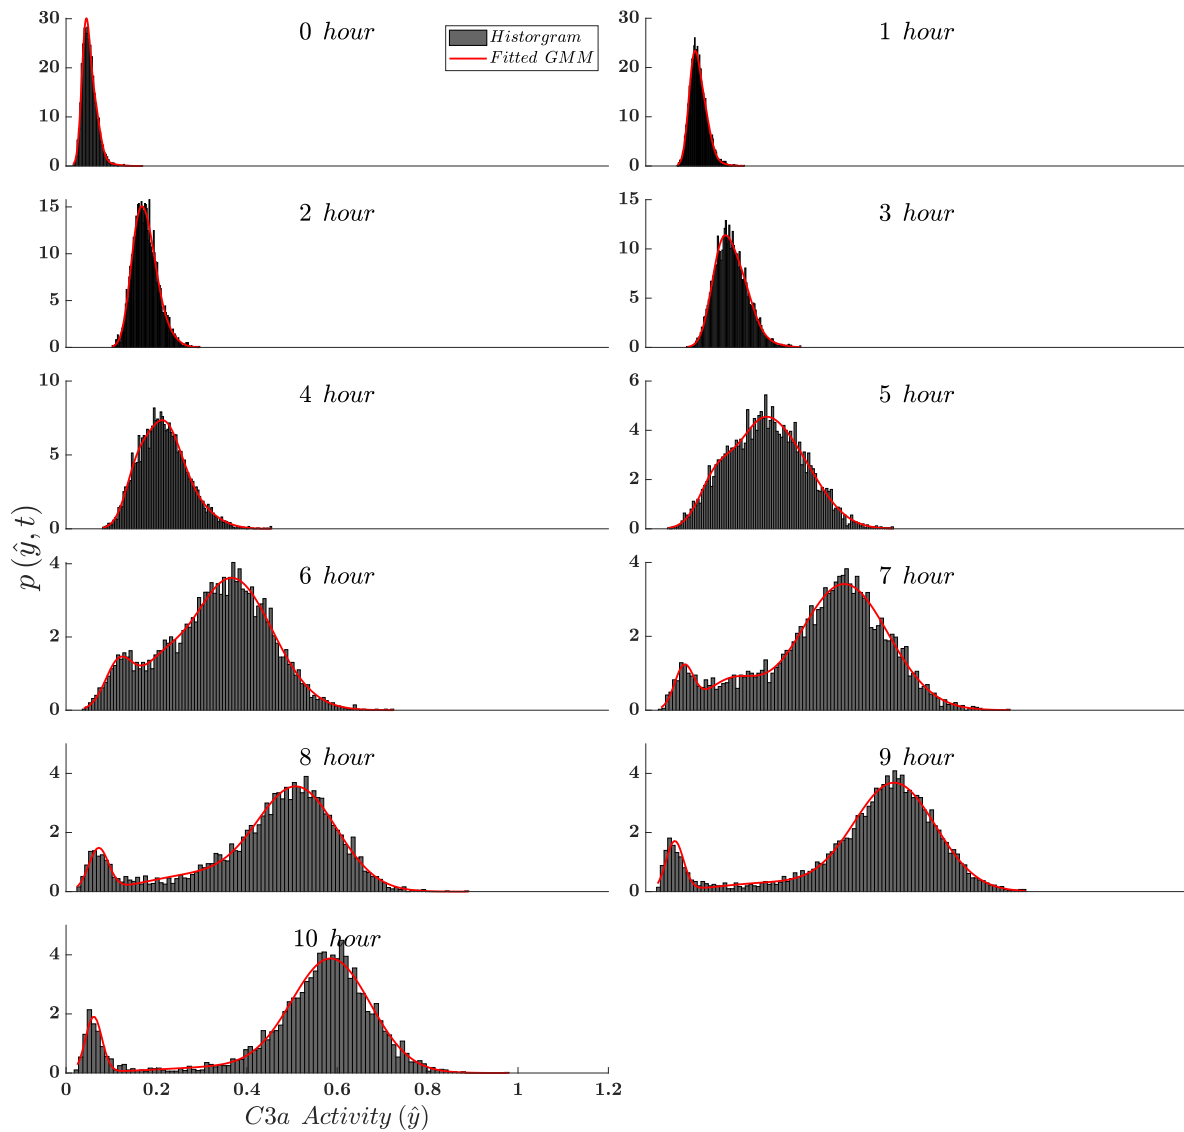 0 hour
Historgram
Fitted GMM
30
20
10
0
1 hour
30
20
10
0
2 hour
15
10
5
0
3 hour
15
10
5
0
4 hour
10
5
0
5 hour
6
4
2
0
p (ŷ, t)
6 hour
4
2
0
7 hour
4
2
0
8 hour
4
2
0
9 hour
4
2
0
10 hour
4
2
0
0 0.2 0.4 0.6 0.8 1 1.2
C3a Activity (ŷ)